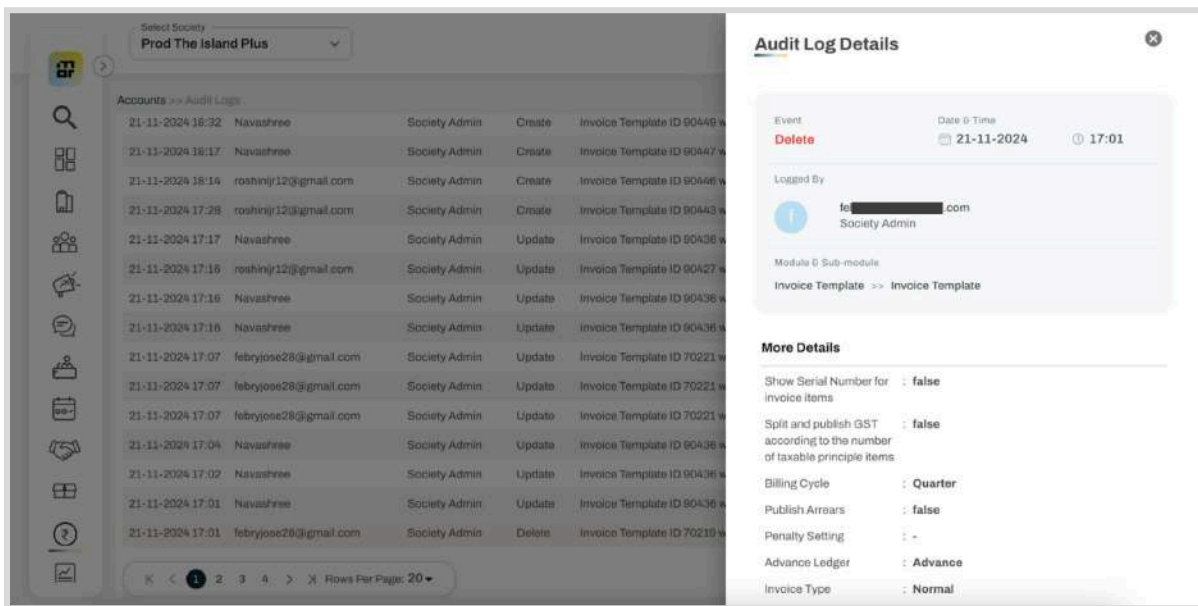 Select Society
Prod The Island Plus
Accounts >> Audit Logs
21-11-2024 18:32 Navashree Society Admin Create Invoice Template ID 90449 w
21-11-2024 18:17 Navashree Society Admin Create Invoice Template ID 90447 w
21-11-2024 18:14 roshinijr12@gmail.com Society Admin Create Invoice Template ID 90446 w
21-11-2024 17:28 roshinijr12@gmail.com Society Admin Create Invoice Template ID 90443 w
21-11-2024 17:17 Navashree Society Admin Update Invoice Template ID 90436 w
21-11-2024 17:16 roshinijr12@gmail.com Society Admin Update Invoice Template ID 90427 w
21-11-2024 17:16 Navashree Society Admin Update Invoice Template ID 90436 w
21-11-2024 17:16 Navashree Society Admin Update Invoice Template ID 90436 w
21-11-2024 17:07 febryjose28@gmail.com Society Admin Update Invoice Template ID 70221 w
21-11-2024 17:07 febryjose28@gmail.com Society Admin Update Invoice Template ID 70221 w
21-11-2024 17:07 febryjose28@gmail.com Society Admin Update Invoice Template ID 70221 w
21-11-2024 17:04 Navashree Society Admin Update Invoice Template ID 90436 w
21-11-2024 17:02 Navashree Society Admin Update Invoice Template ID 90436 w
21-11-2024 17:01 Navashree Society Admin Update Invoice Template ID 90436 w
21-11-2024 17:01 febryjose28@gmail.com Society Admin Delete Invoice Template ID 70219 w
1 2 3 4 Rows Per Page: 20
Audit Log Details
Event Date & Time
Delete 21-11-2024 17:01
Logged By
f
fe .com
Society Admin
Module & Sub-module
Invoice Template >> Invoice Template
More Details
Show Serial Number for : false
invoice items
Split and publish GST : false
according to the number
of taxable principle items
Billing Cycle : Quarter
Publish Arrears : false
Penalty Setting : -
Advance Ledger : Advance
Invoice Type : Normal